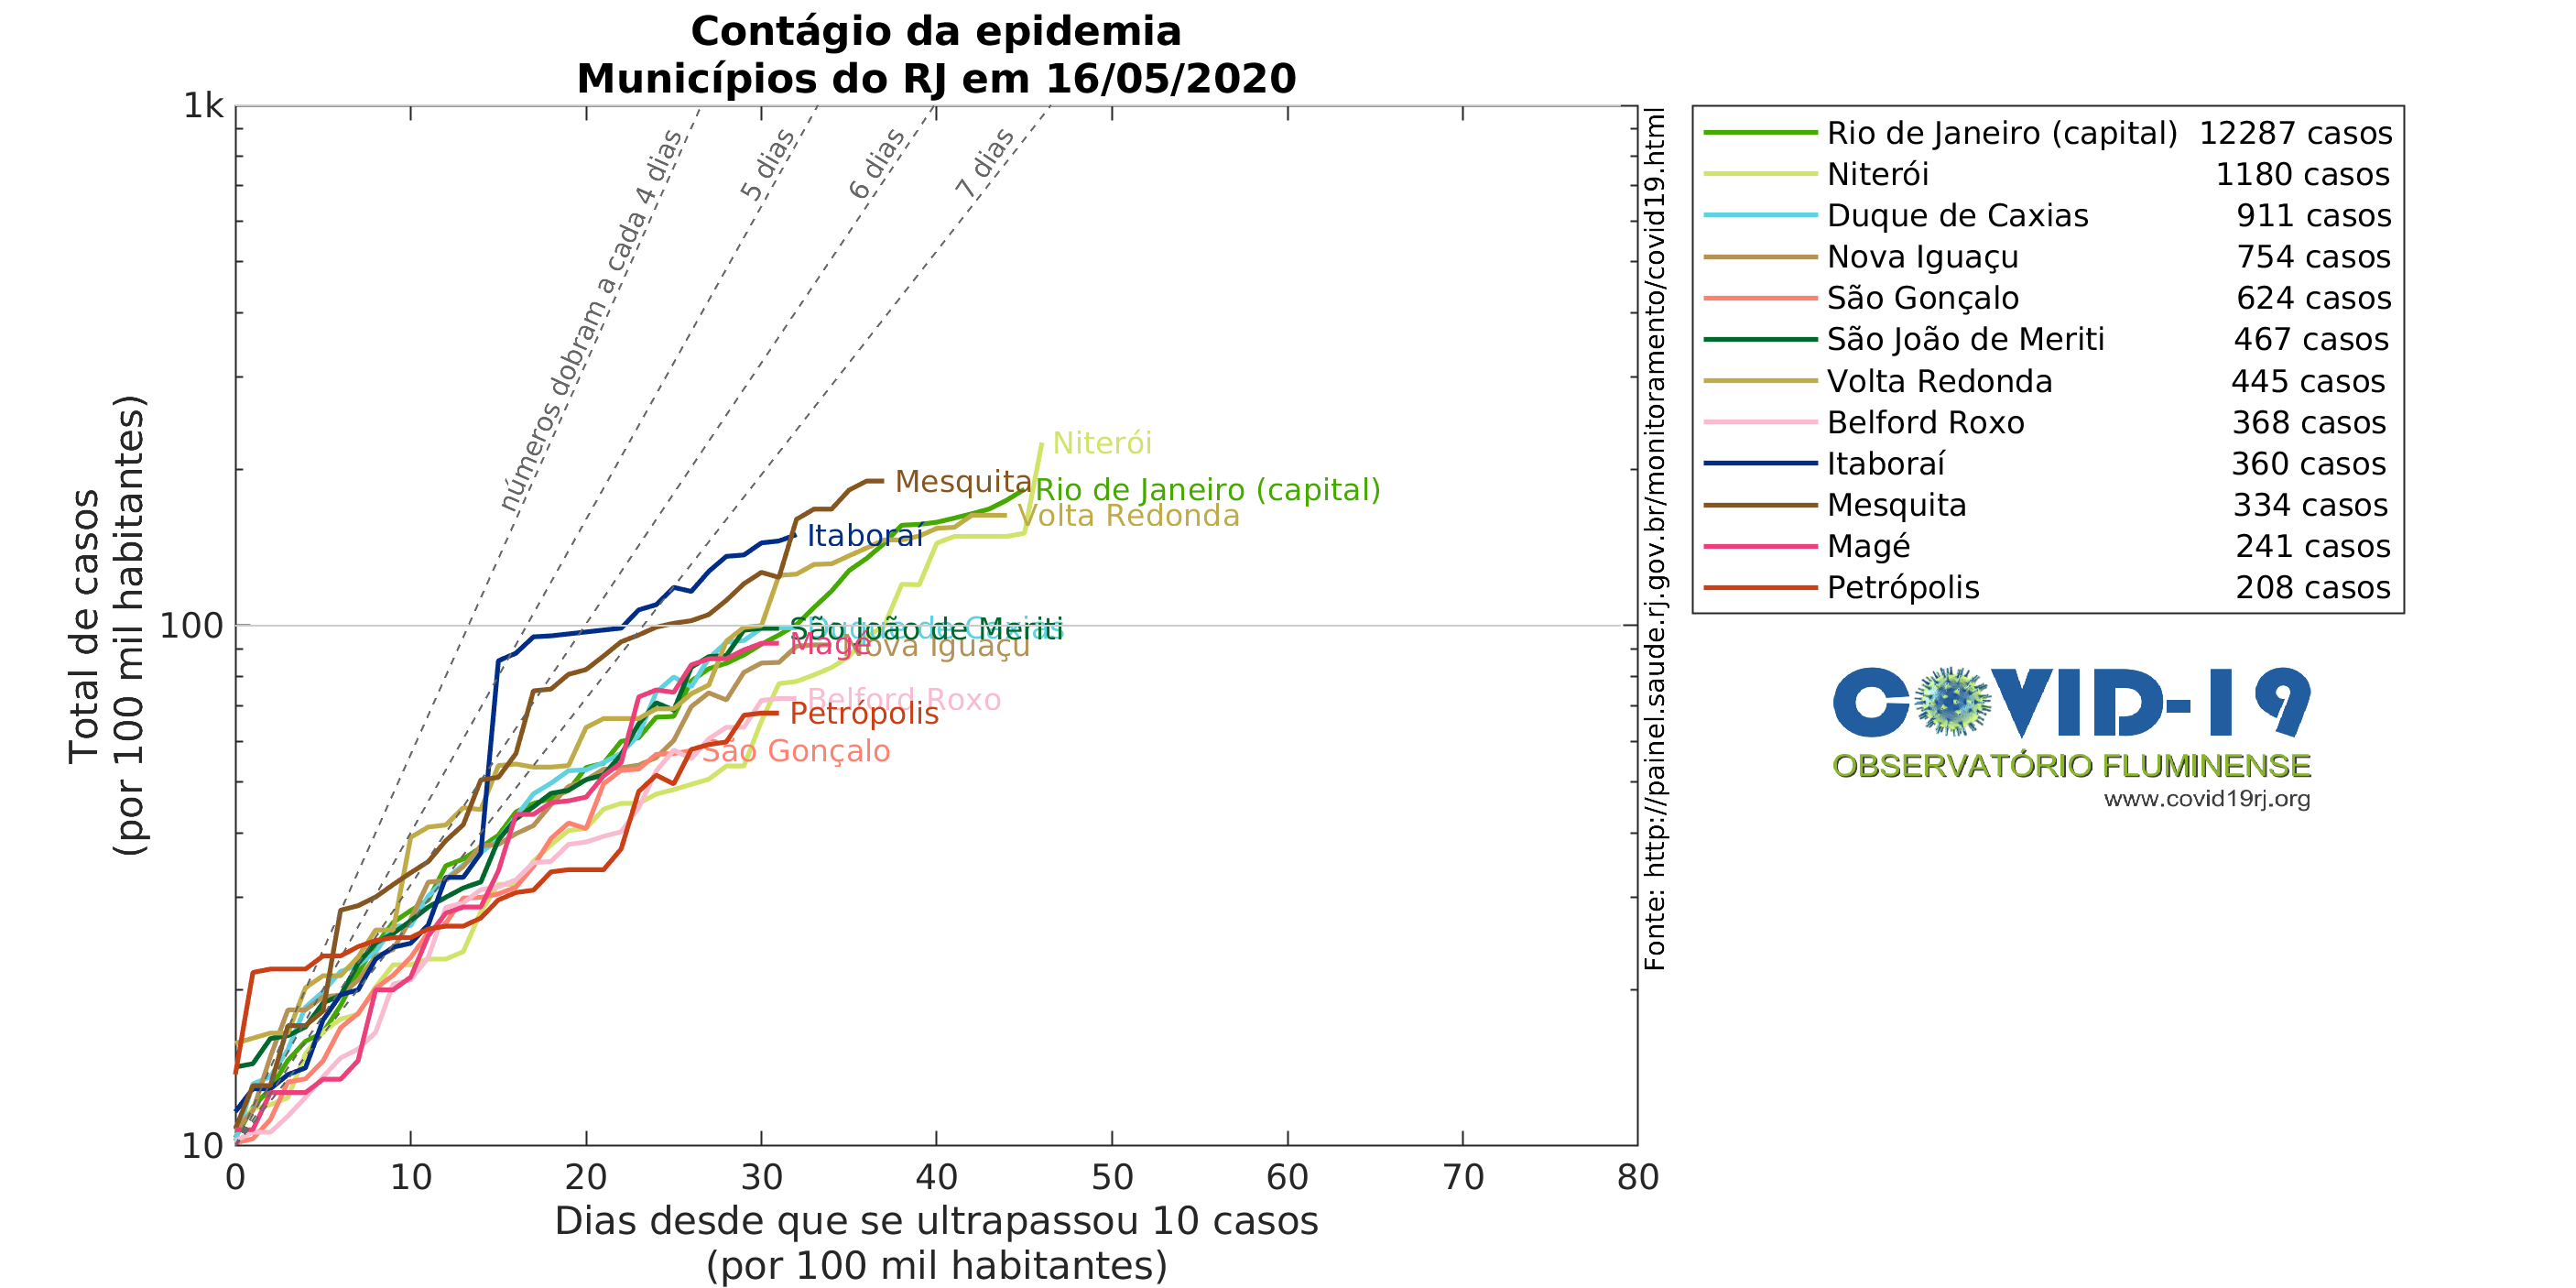 Contágio da epidemia
Municípios do RJ em 16/05/2020
Total de casos
(por 100 mil habitantes)
1k
100
10
números dobram a cada 4 dias
5 dias
6 dias
7 dias
Niterói
Mesquita
Rio de Janeiro (capital)
Volta Redonda
Itaboraí
Duque de Caxias
São João de Meriti
Magé
Nova Iguaçu
Belford Roxo
Petrópolis
São Gonçalo
0 10 20 30 40 50 60 70 80
Dias desde que se ultrapassou 10 casos
(por 100 mil habitantes)
Fonte: http://painel.saude.rj.gov.br/monitoramento/covid19.html
Rio de Janeiro (capital) 12287 casos
Niterói 1180 casos
Duque de Caxias 911 casos
Nova Iguaçu 754 casos
São Gonçalo 624 casos
São João de Meriti 467 casos
Volta Redonda 445 casos
Belford Roxo 368 casos
Itaboraí 360 casos
Mesquita 334 casos
Magé 241 casos
Petrópolis 208 casos
COVID-19
OBSERVATÓRIO FLUMINENSE
www.covid19rj.org